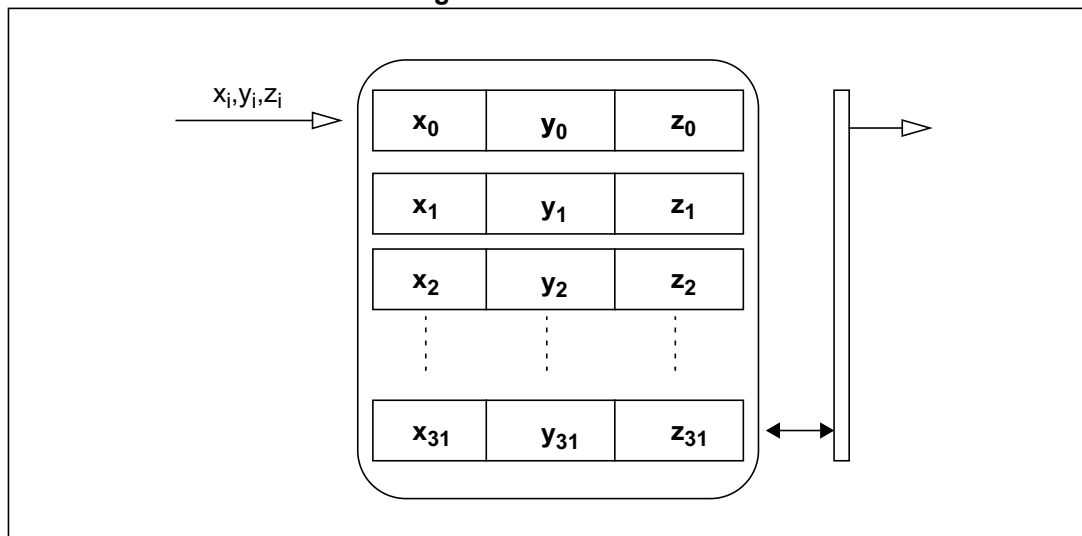 xᵢ,yᵢ,zᵢ
x₀ y₀ z₀
x₁ y₁ z₁
x₂ y₂ z₂
x₃₁ y₃₁ z₃₁